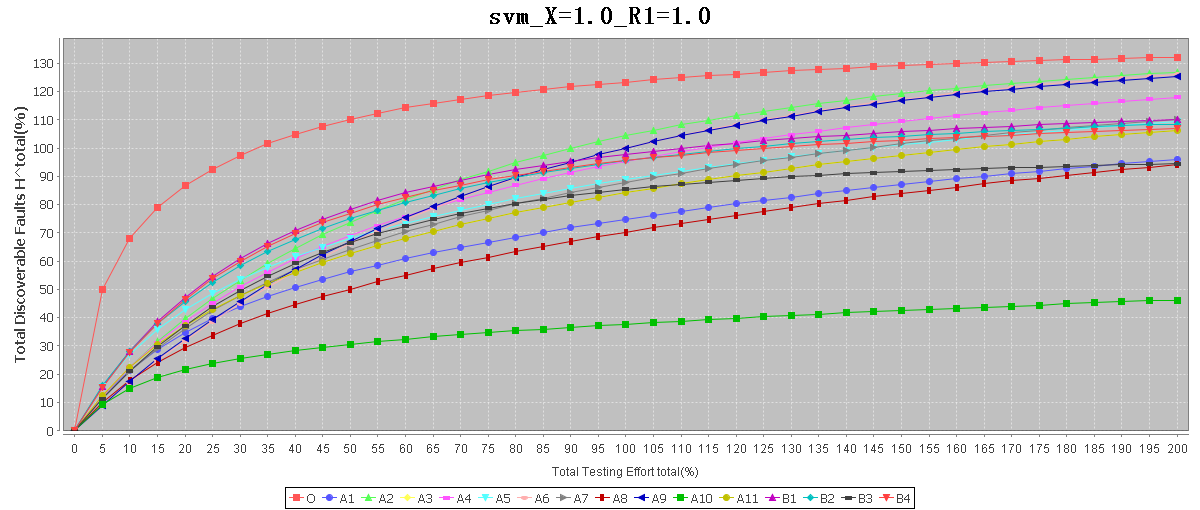 svm_X=1.0_R1=1.0
Total Discoverable Faults H^total(%)
130
120
110
100
90
80
70
60
50
40
30
20
10
0
0 5 10 15 20 25 30 35 40 45 50 55 60 65 70 75 80 85 90 95 100 105 110 115 120 125 130 135 140 145 150 155 160 165 170 175 180 185 190 195 200
Total Testing Effort total(%)
O A1 A2 A3 A4 A5 A6 A7 A8 A9 A10 A11 B1 B2 B3 B4